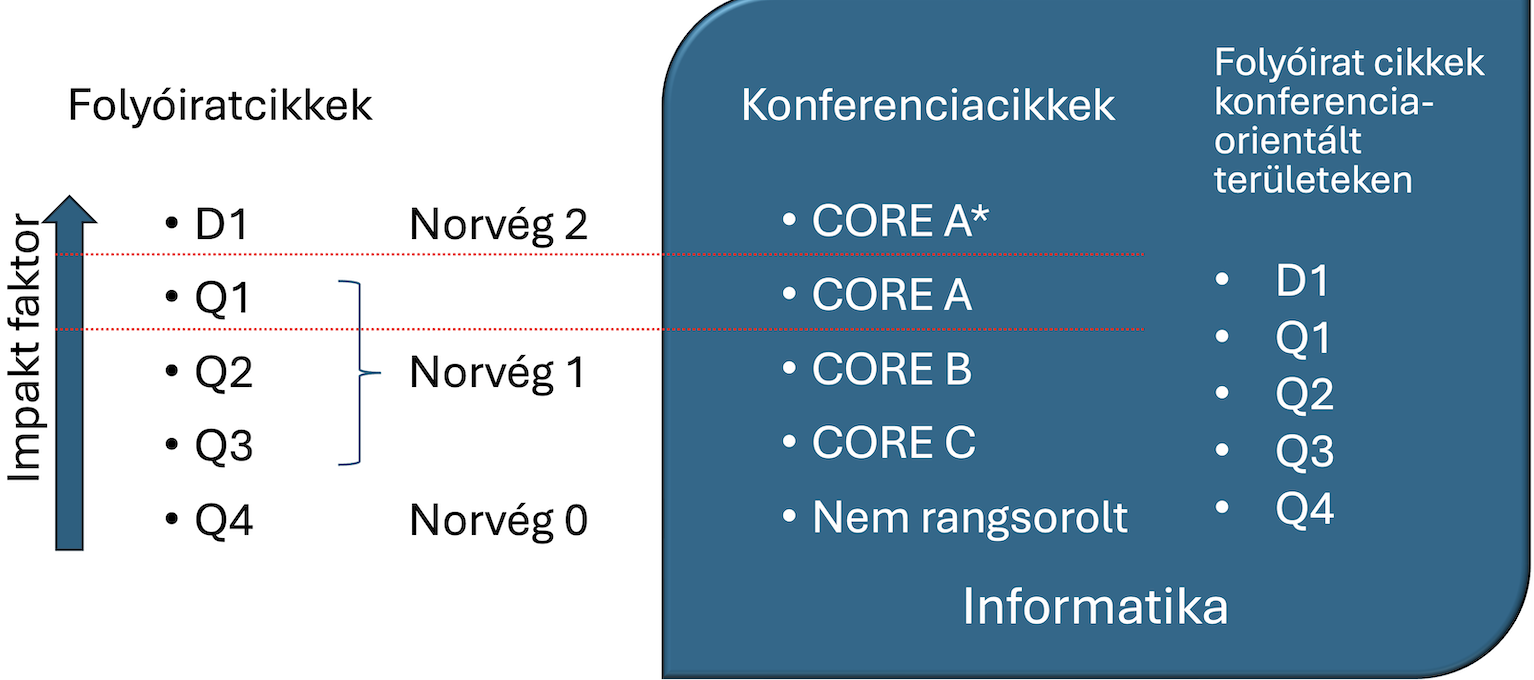 Folyóiratcikkek
Impakt faktor
• D1
Norvég 2
• Q1
• Q2
Norvég 1
• Q3
• Q4
Norvég 0
Konferenciacikkek
• CORE A*
• CORE A
• CORE B
• CORE C
• Nem rangsorolt
Folyóirat cikkek
konferencia-
orientált
területeken
• D1
• Q1
• Q2
• Q3
• Q4
Informatika